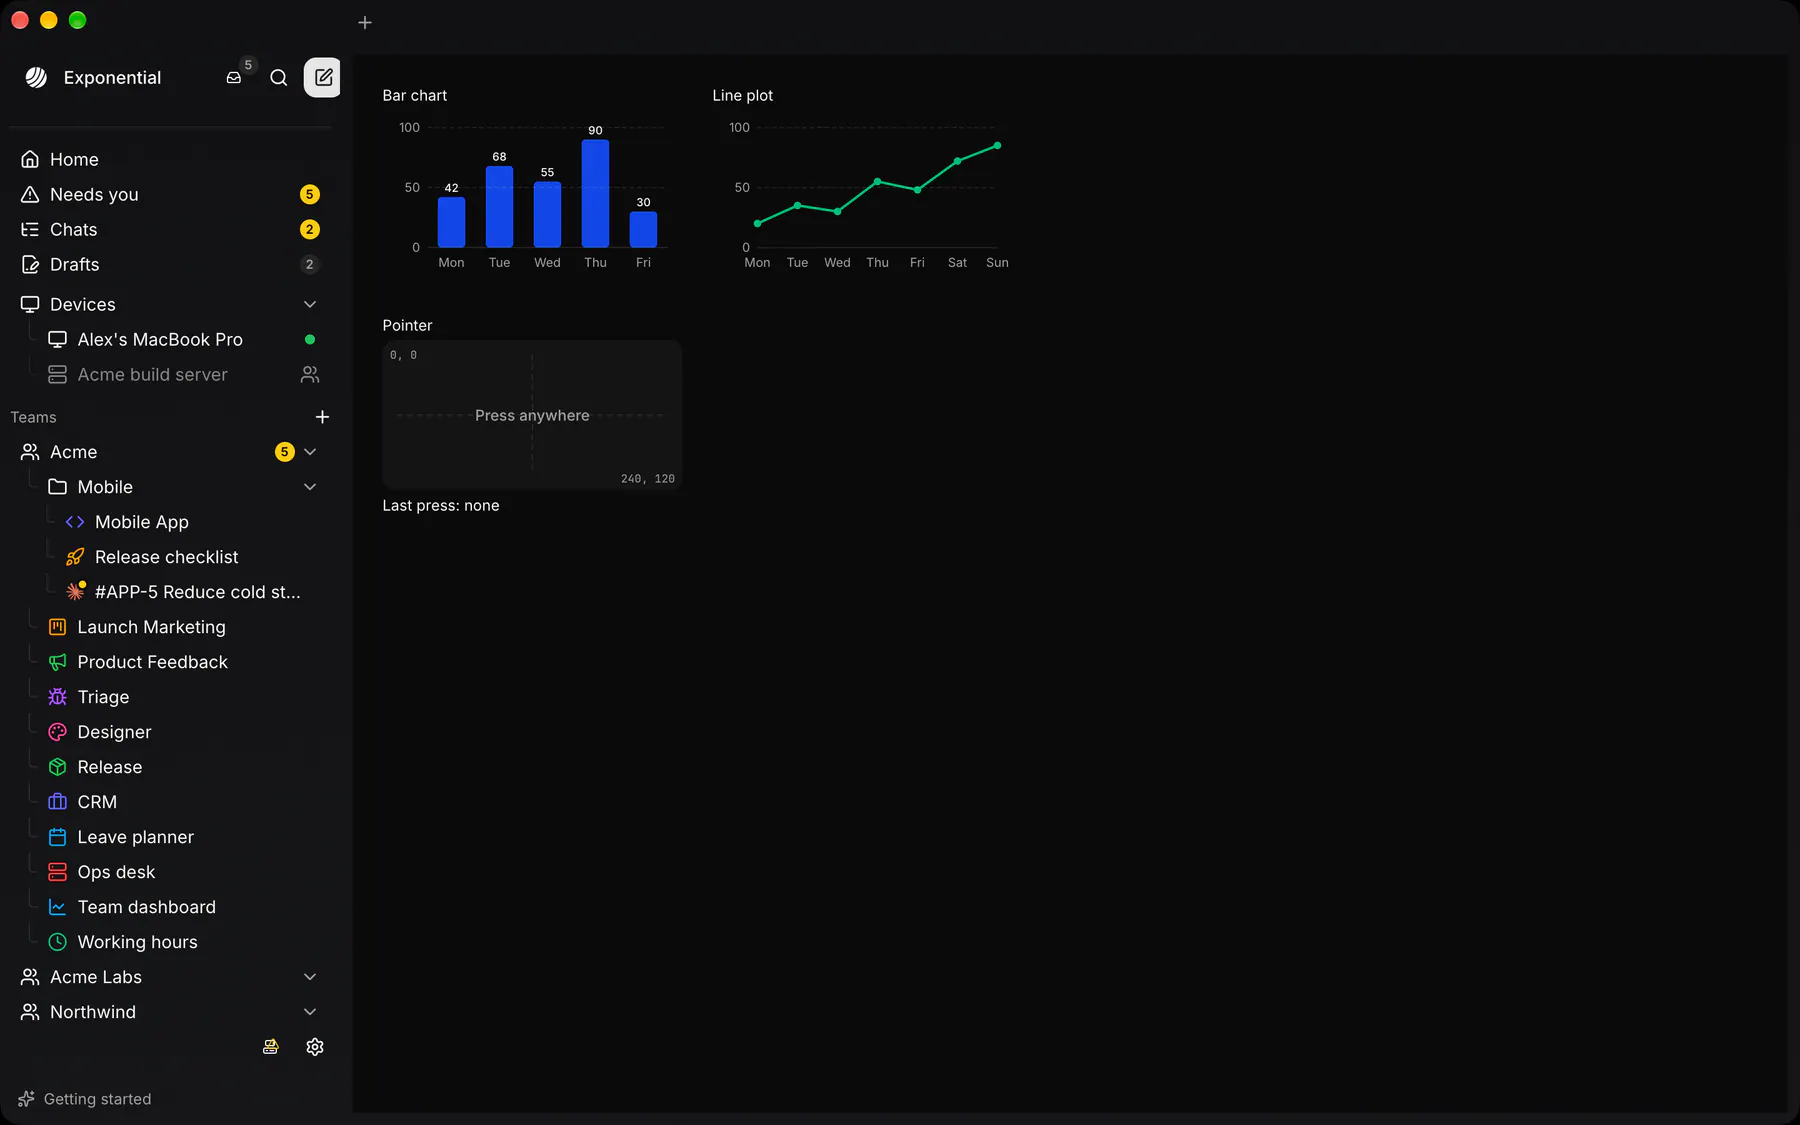 Exponential
5
Home
Needs you
5
Chats
2
Drafts
2
Devices
Alex's MacBook Pro
Acme build server
Teams
Acme
5
Mobile
Mobile App
Release checklist
#APP-5 Reduce cold st...
Launch Marketing
Product Feedback
Triage
Designer
Release
CRM
Leave planner
Ops desk
Team dashboard
Working hours
Acme Labs
Northwind
Getting started
Bar chart
100
50
0
42
68
55
90
30
Mon Tue Wed Thu Fri
Line plot
100
50
0
Mon Tue Wed Thu Fri Sat Sun
Pointer
0, 0
Press anywhere
240, 120
Last press: none